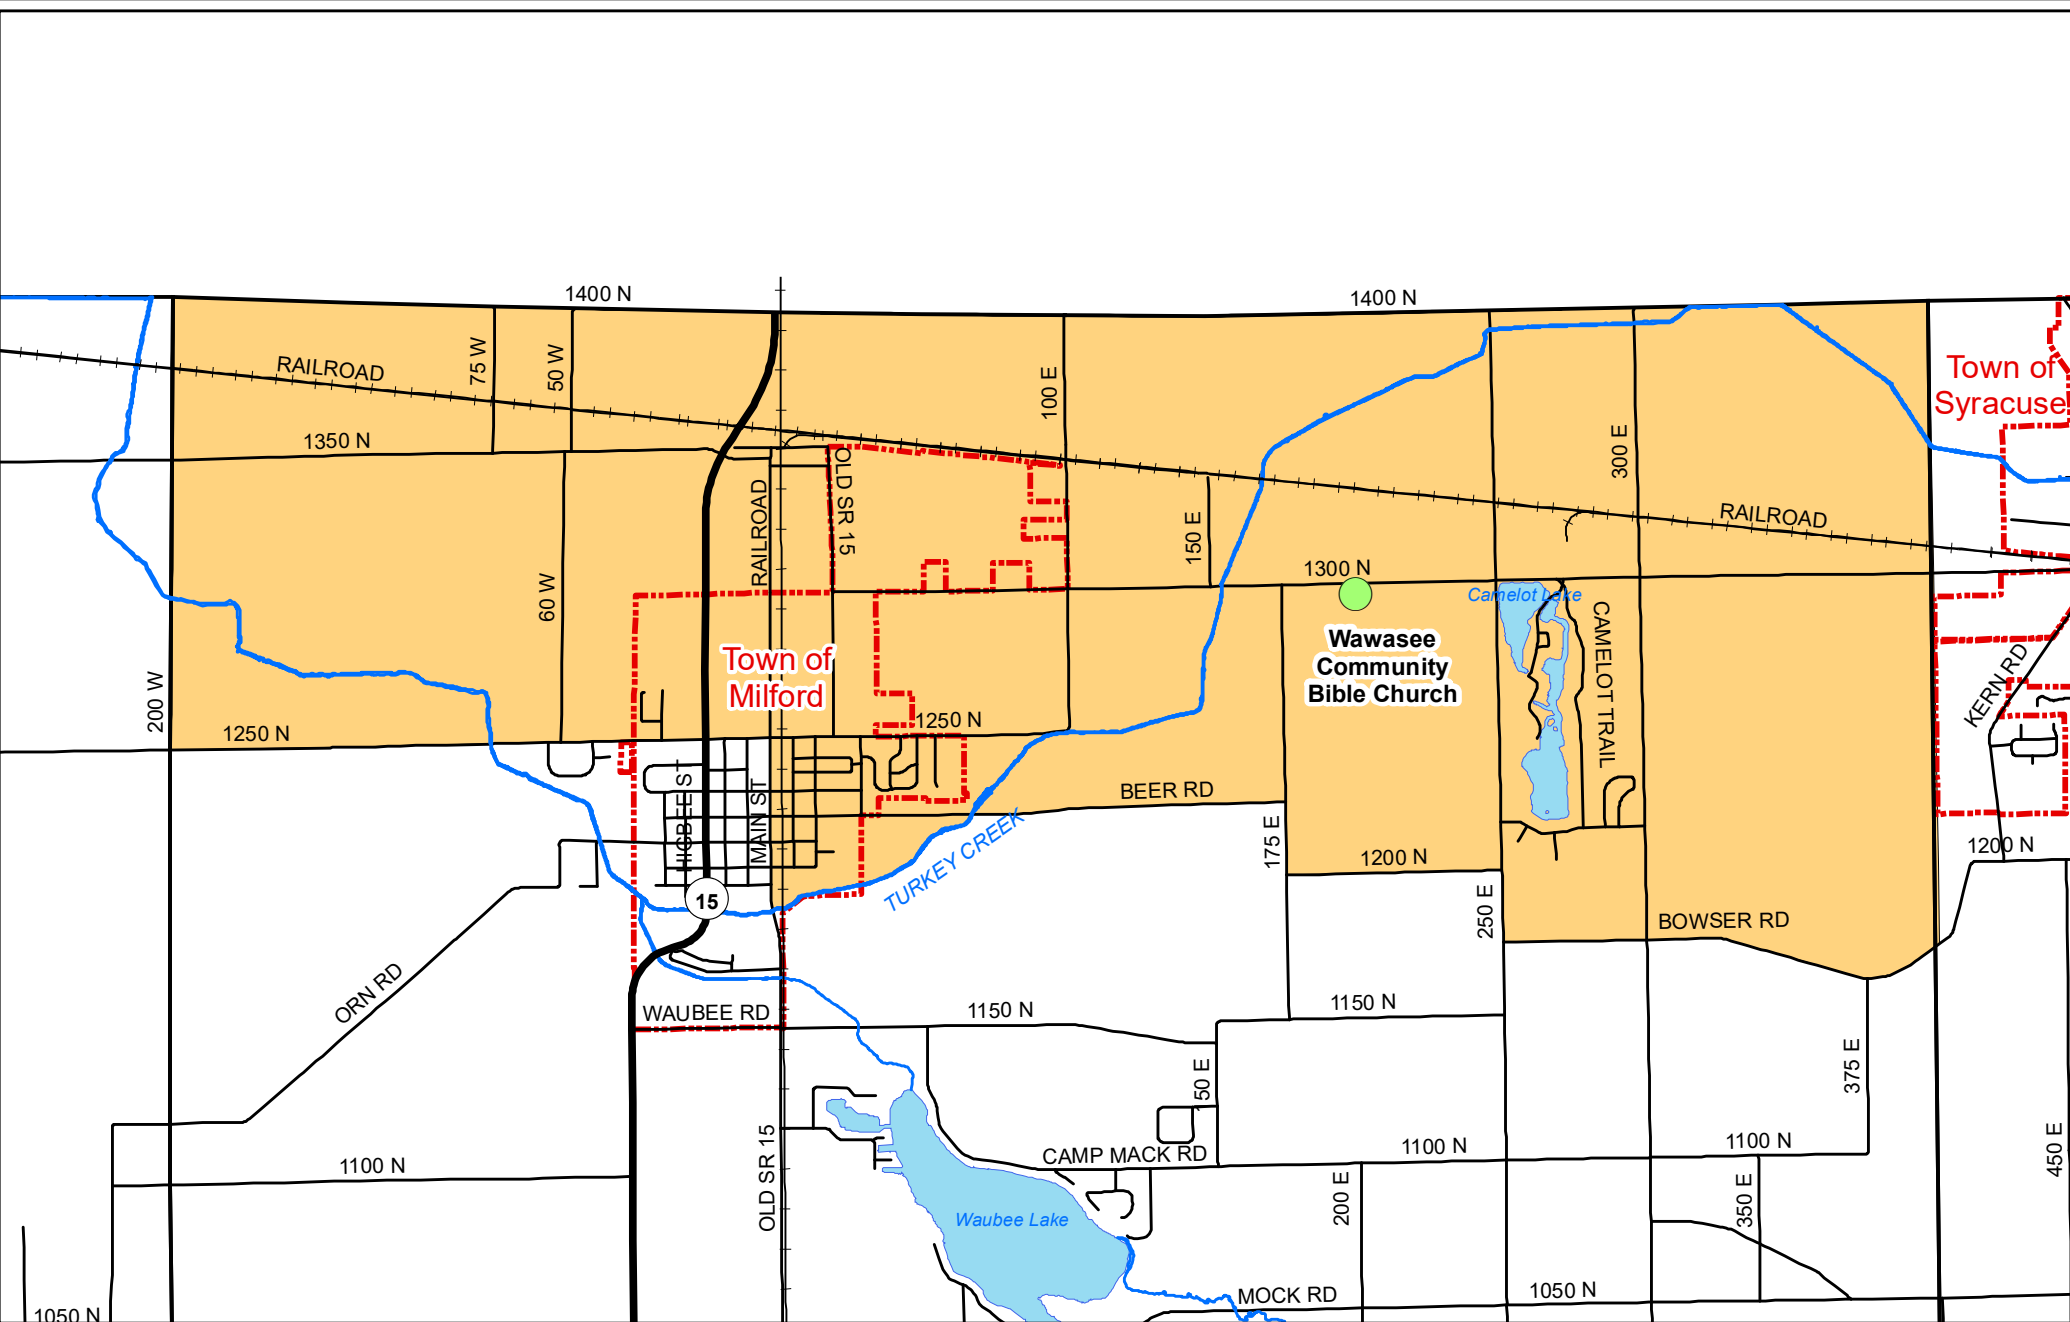 1400 N
1400 N
RAILROAD
75 W
50 W
100 E
Town of
Syracuse
1350 N
OLD SR 15
300 E
RAILROAD
150 E
RAILROAD
1300 N
60 W
Camelot Lake
CAMELOT TRAIL
Wawasee
Community
Bible Church
Town of
Milford
KERN RD
200 W
1250 N
1250 N
BEER RD
HIGBEE ST
MAIN ST
TURKEY CREEK
175 E
1200 N
1200 N
15
250 E
BOWSER RD
ORN RD
WAUBEE RD
1150 N
1150 N
50 E
375 E
OLD SR 15
CAMP MACK RD
1100 N
1100 N
1100 N
450 E
200 E
350 E
Waubee Lake
MOCK RD
1050 N
1050 N